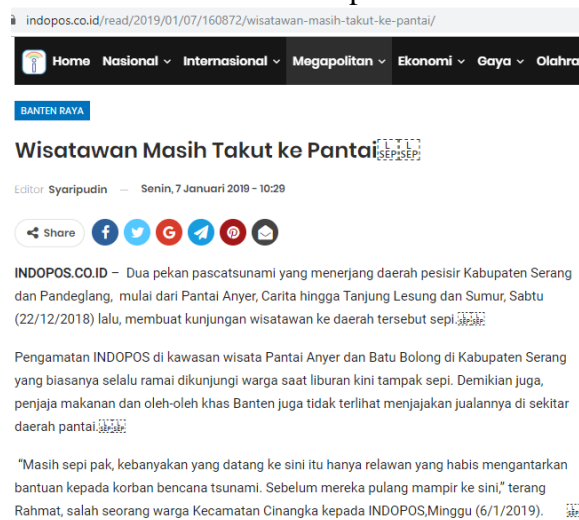 indopos.co.id/read/2019/01/07/160872/wisatawan-masih-takut-ke-pantai/
Home Nasional Internasional Megapolitan Ekonomi Gaya Olahra
BANTEN RAYA
Wisatawan Masih Takut ke Pantai
Editor Syaripudin — Senin, 7 Januari 2019 - 10:29
Share
INDOPOS.CO.ID – Dua pekan pascatsunami yang menerjang daerah pesisir Kabupaten Serang
dan Pandeglang, mulai dari Pantai Anyer, Carita hingga Tanjung Lesung dan Sumur, Sabtu
(22/12/2018) lalu, membuat kunjungan wisatawan ke daerah tersebut sepi.
Pengamatan INDOPOS di kawasan wisata Pantai Anyer dan Batu Bolong di Kabupaten Serang
yang biasanya selalu ramai dikunjungi warga saat liburan kini tampak sepi. Demikian juga,
penjaja makanan dan oleh-oleh khas Banten juga tidak terlihat menjajakan jualannya di sekitar
daerah pantai.
“Masih sepi pak, kebanyakan yang datang ke sini itu hanya relawan yang habis mengantarkan
bantuan kepada korban bencana tsunami. Sebelum mereka pulang mampir ke sini,” terang
Rahmat, salah seorang warga Kecamatan Cinangka kepada INDOPOS,Minggu (6/1/2019).